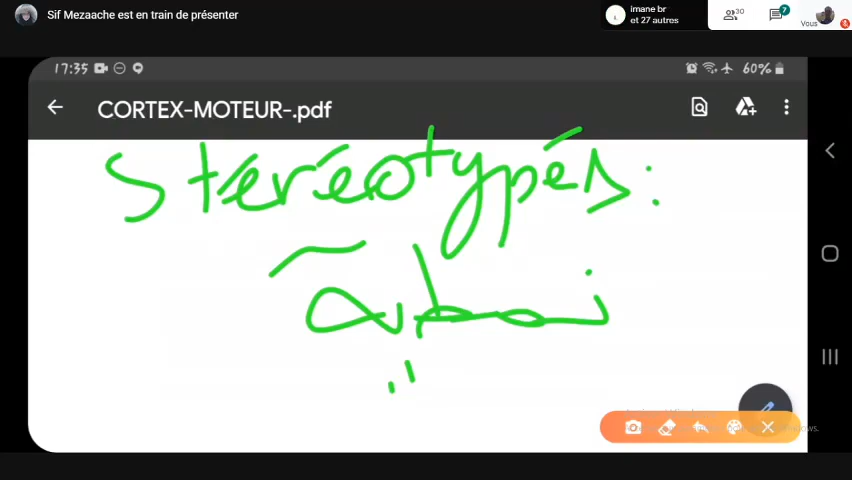 Sif Mezaache est en train de présenter
imane br
et 27 autres
30
7
Vous
17:35
60%
CORTEX-MOTEUR-.pdf
stéréotypés: